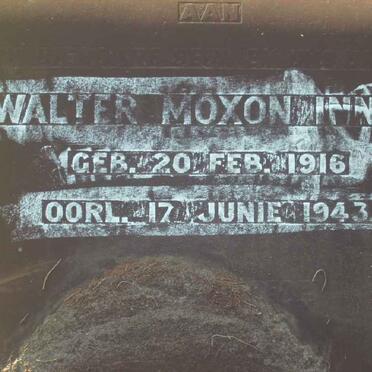 AAN
WALTER MOXON INN
GEB. 20 FEB. 1916
OORL. 17 JUNIE 1943